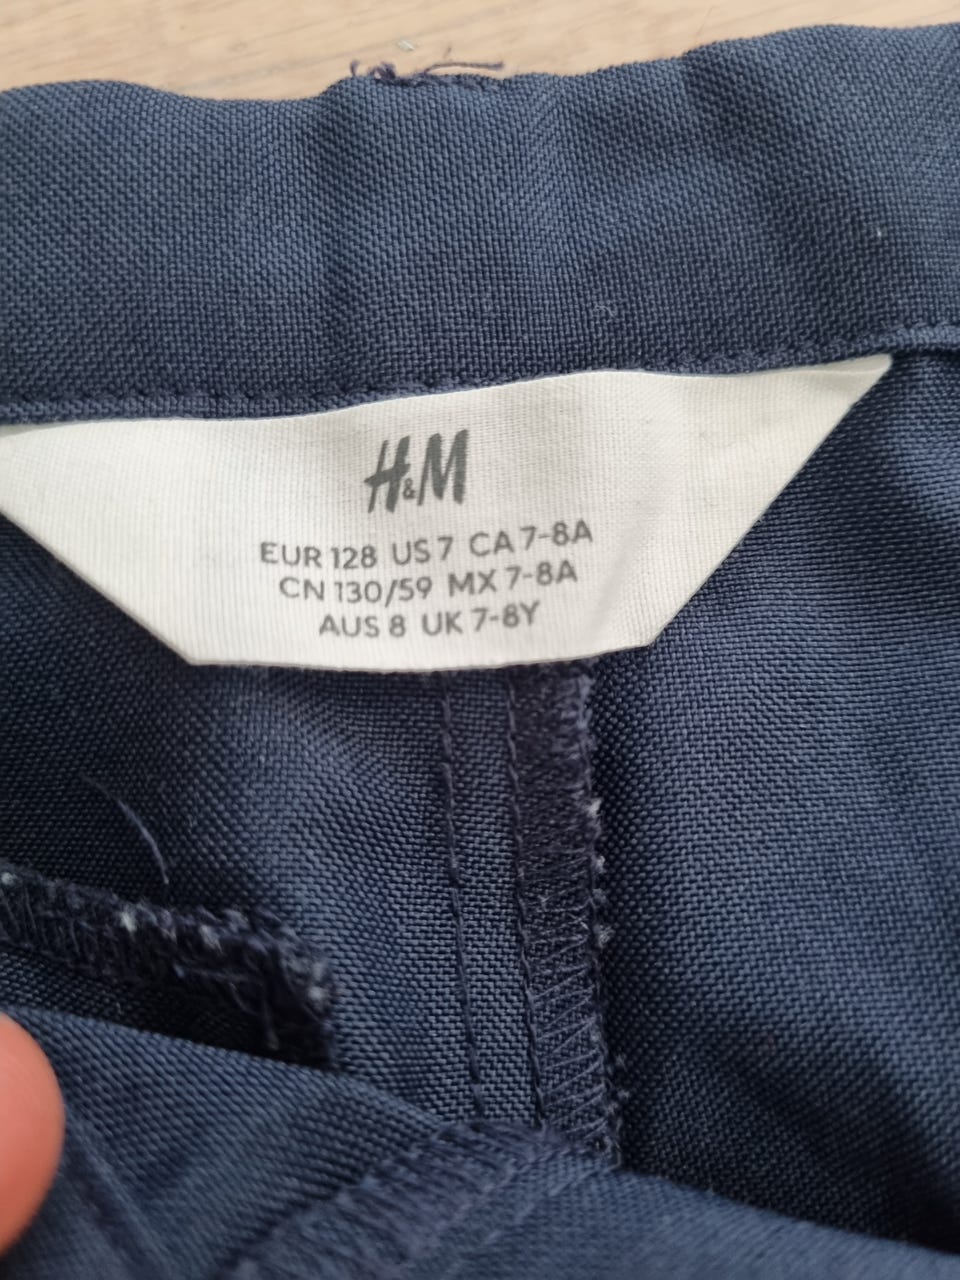 H&M
EUR 128 US 7 CA 7-8A
CN 130/59 MX 7-8A
AUS 8 UK 7-8Y